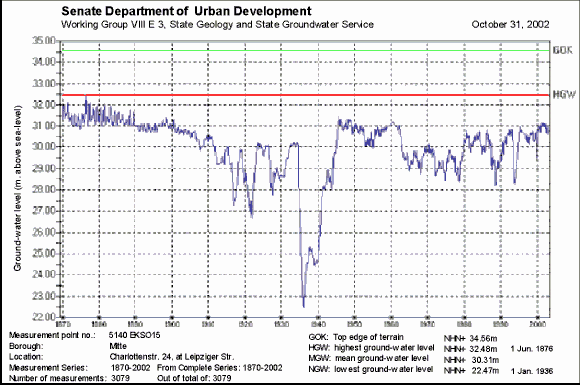 Senate Department of Urban Development
Working Group VIII E 3, State Geology and State Groundwater Service October 31, 2002
35.00
GOK
34.00
33.00
HGW
32.00
31.00
30.00
29.00
28.00
27.00
26.00
25.00
24.00
23.00
22.00
Ground-water level (m. above sea-level)
1870 1880 1890 1900 1910 1920 1930 1940 1950 1960 1970 1980 1990 2000
Measurement point no.: 5140 EKSO15
Borough: Mitte
Location: Charlottenstr. 24, at Leipziger Str.
Measurement Series: 1870-2002 From Complete Series: 1870-2002
Number of measurements: 3079 Out of total of: 3079
GOK: Top edge of terrain NHN+ 34.56m
HGW: highest ground-water level NHN+ 32.48m 1 Jun. 1876
MGW: mean ground-water level NHN+ 30.31m
NGW: lowest ground-water level NHN+ 22.47m 1 Jan. 1936